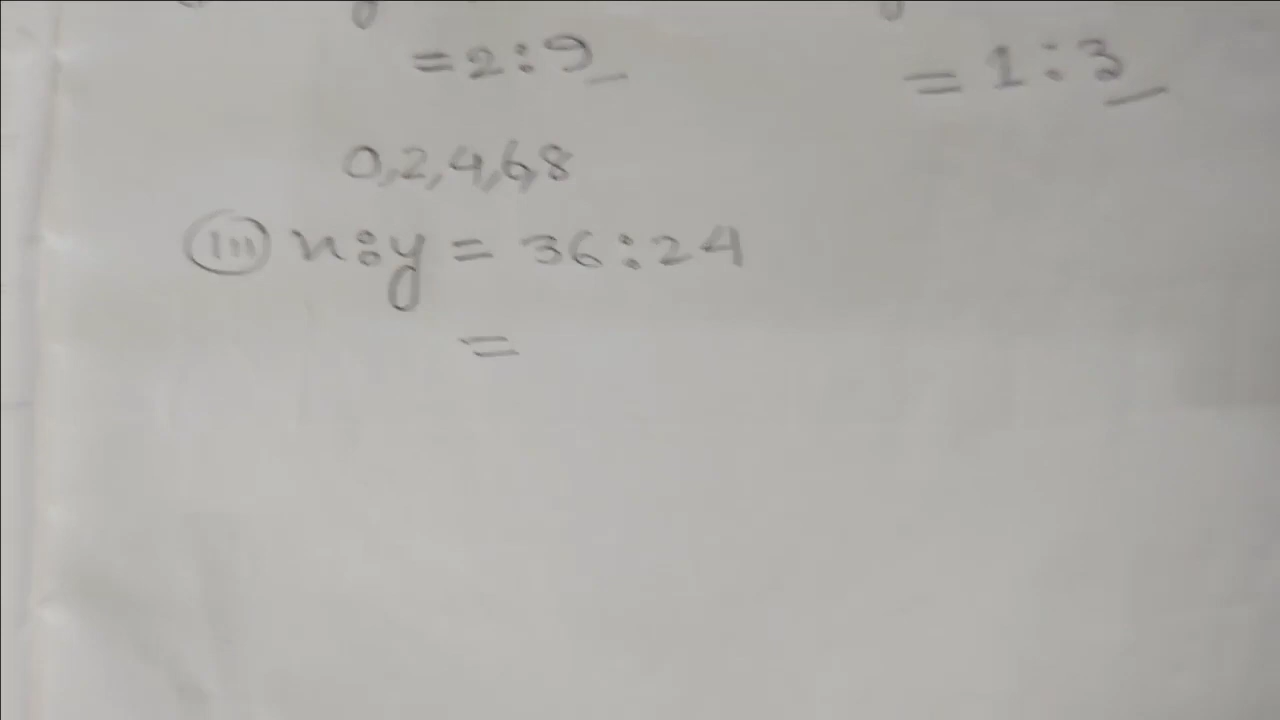 =2:9
= 1:3
0,2,4,6,8
(iii) x:y = 36:24
=